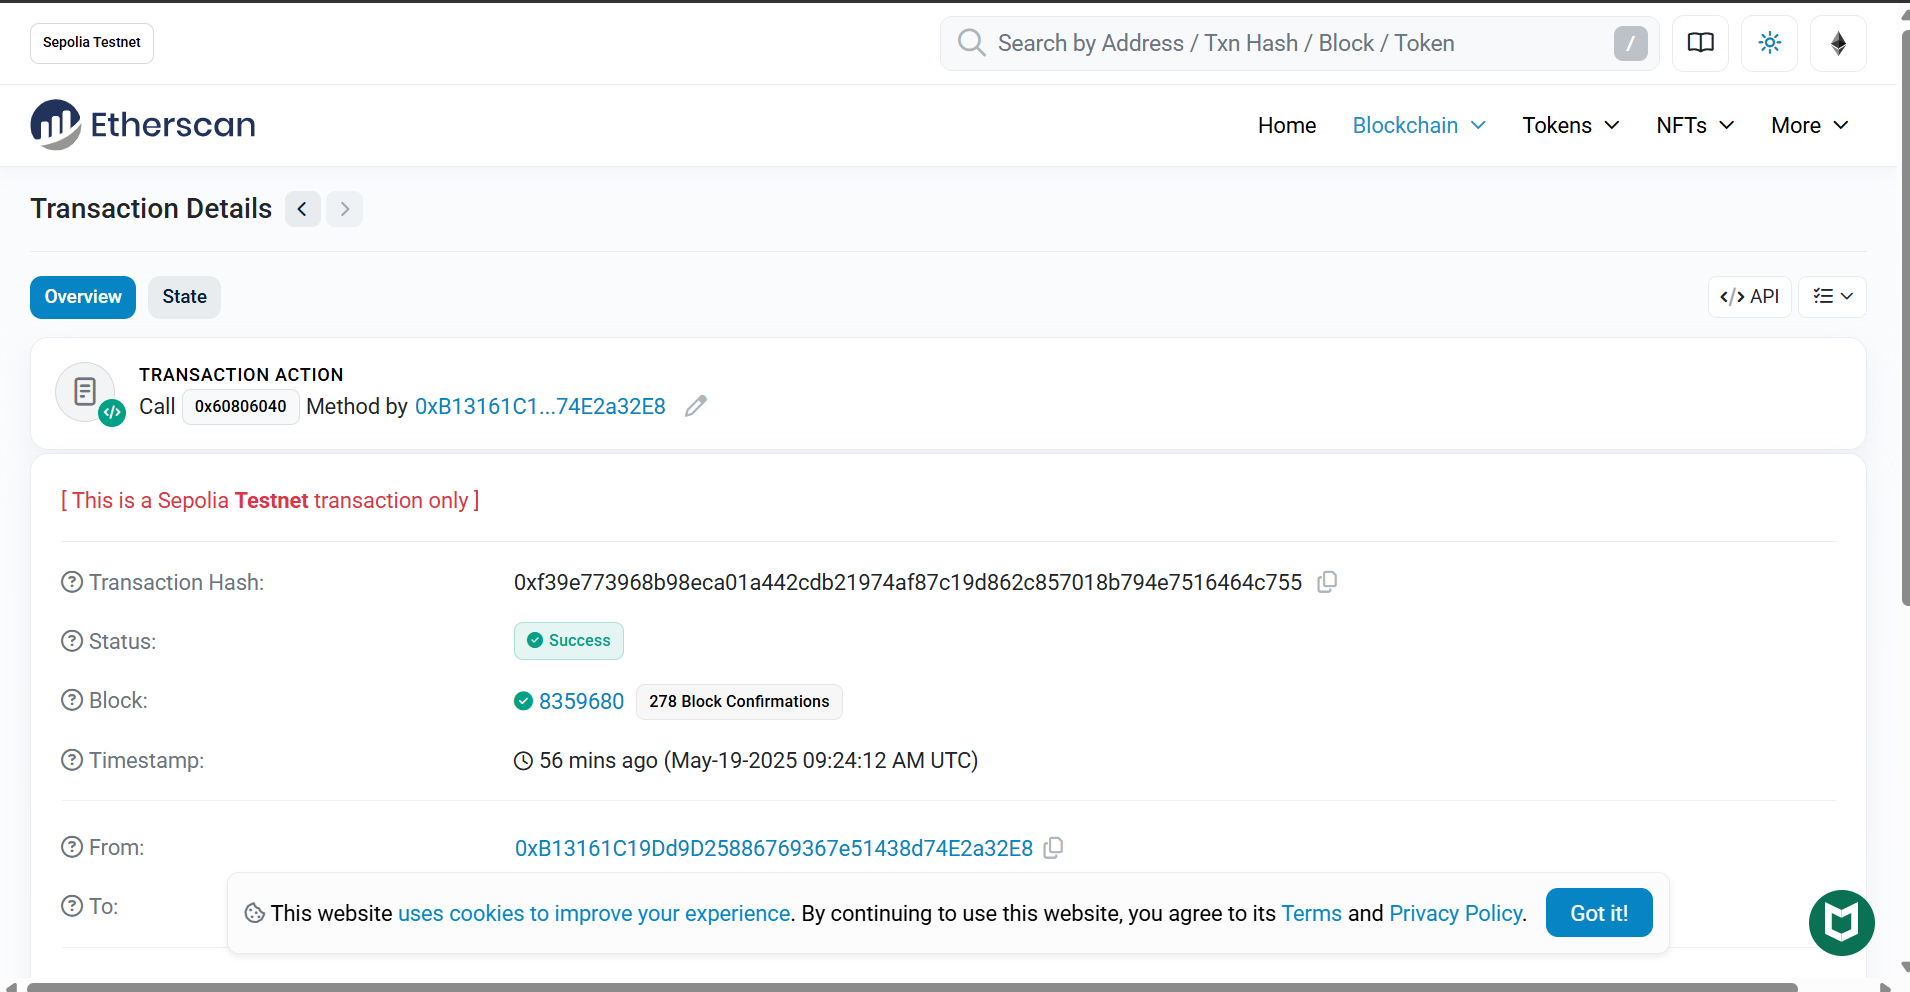 Sepolia Testnet
Search by Address / Txn Hash / Block / Token /
Etherscan
Home Blockchain Tokens NFTs More
Transaction Details
Overview State
</> API
TRANSACTION ACTION
Call 0x60806040 Method by 0xB13161C1...74E2a32E8
[ This is a Sepolia Testnet transaction only ]
Transaction Hash: 0xf39e773968b98eca01a442cdb21974af87c19d862c857018b794e7516464c755
Status: Success
Block: 8359680 278 Block Confirmations
Timestamp: 56 mins ago (May-19-2025 09:24:12 AM UTC)
From: 0xB13161C19Dd9D25886769367e51438d74E2a32E8
To:
This website uses cookies to improve your experience. By continuing to use this website, you agree to its Terms and Privacy Policy. Got it!